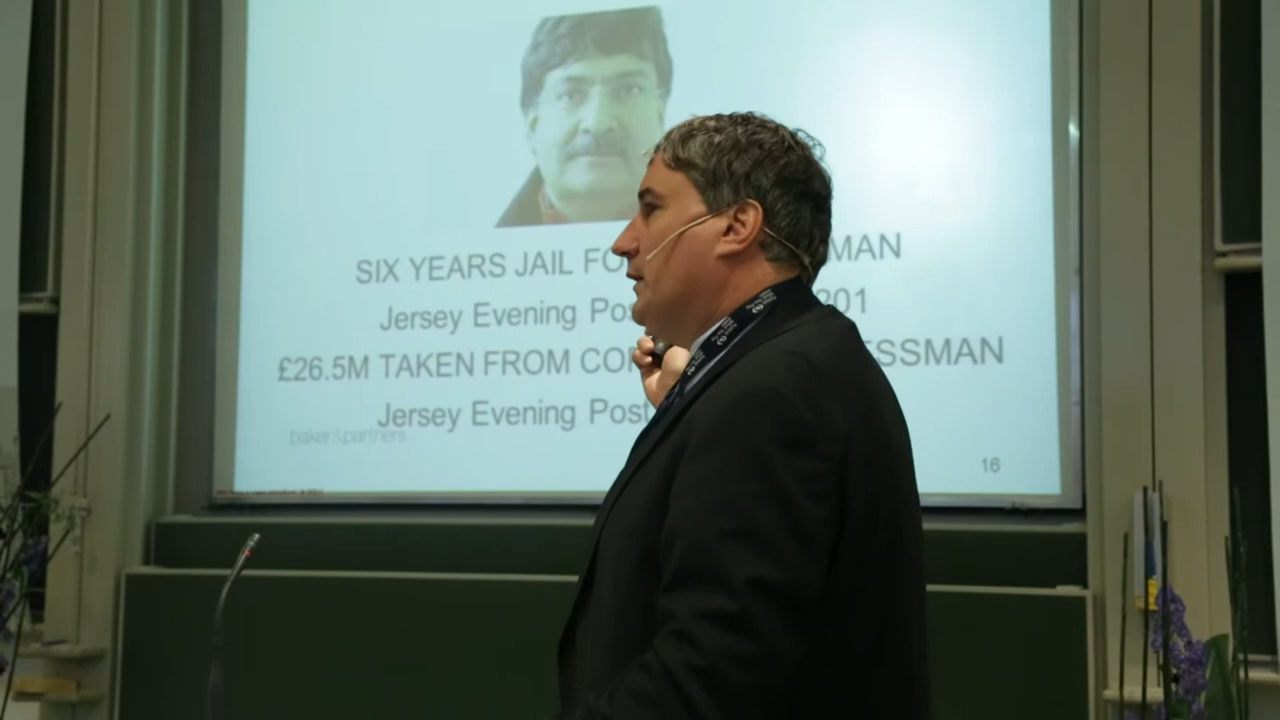 SIX YEARS JAIL FO MAN
Jersey Evening Pos 201
£26.5M TAKEN FROM CO ESSMAN
Jersey Evening Post
baker&partners
16